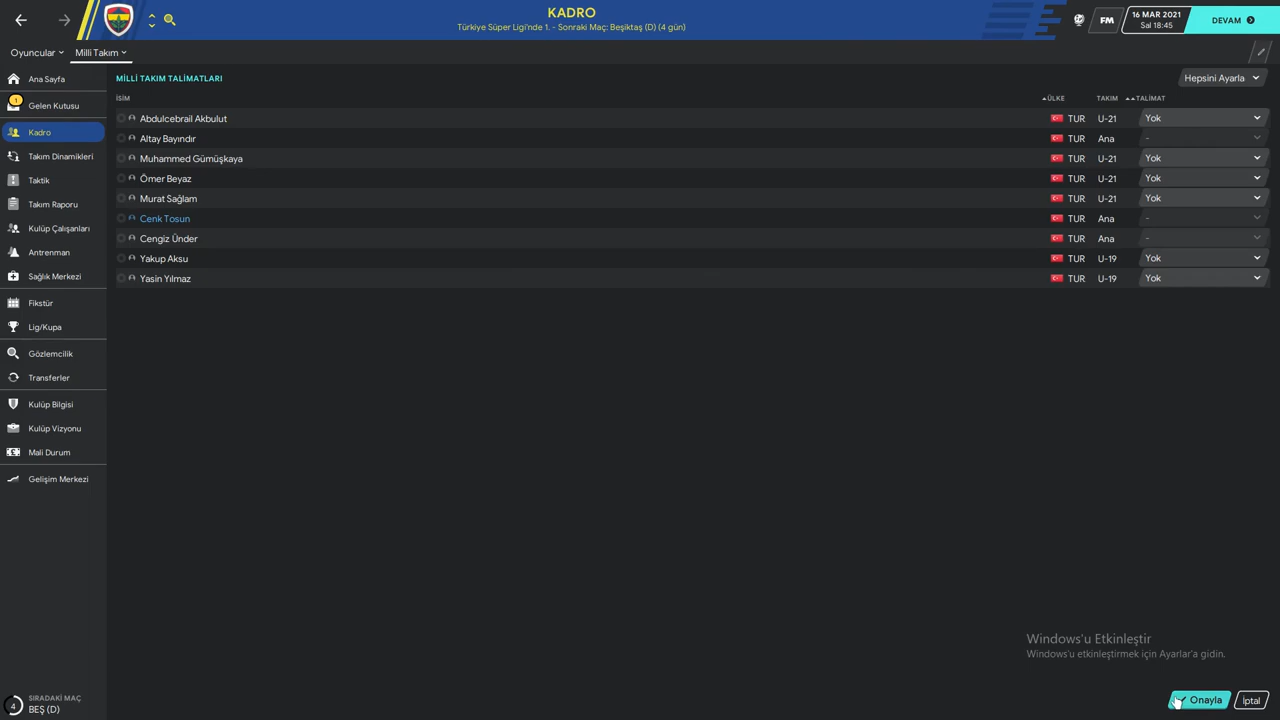 KADRO
Türkiye Süper Ligi'nde 1. - Sonraki Maç: Beşiktaş (D) (4 gün)
FM
16 MAR 2021
Sal 18:45
DEVAM
Oyuncular
Milli Takım
Ana Sayfa
1
Gelen Kutusu
Kadro
Takım Dinamikleri
Taktik
Takım Raporu
Kulüp Çalışanları
Antrenman
Sağlık Merkezi
Fikstür
Lig/Kupa
Gözlemcilik
Transferler
Kulüp Bilgisi
Kulüp Vizyonu
Mali Durum
Gelişim Merkezi
4
SIRADAKİ MAÇ
BEŞ (D)
MİLLİ TAKIM TALİMATLARI
Hepsini Ayarla
İSİM ÜLKE TAKIM TALİMAT
Abdulcebrail Akbulut TUR U-21 Yok
Altay Bayındır TUR Ana -
Muhammed Gümüşkaya TUR U-21 Yok
Ömer Beyaz TUR U-21 Yok
Murat Sağlam TUR U-21 Yok
Cenk Tosun TUR Ana -
Cengiz Ünder TUR Ana -
Yakup Aksu TUR U-19 Yok
Yasin Yılmaz TUR U-19 Yok
Windows'u Etkinleştir
Windows'u etkinleştirmek için Ayarlar'a gidin.
Onayla
İptal